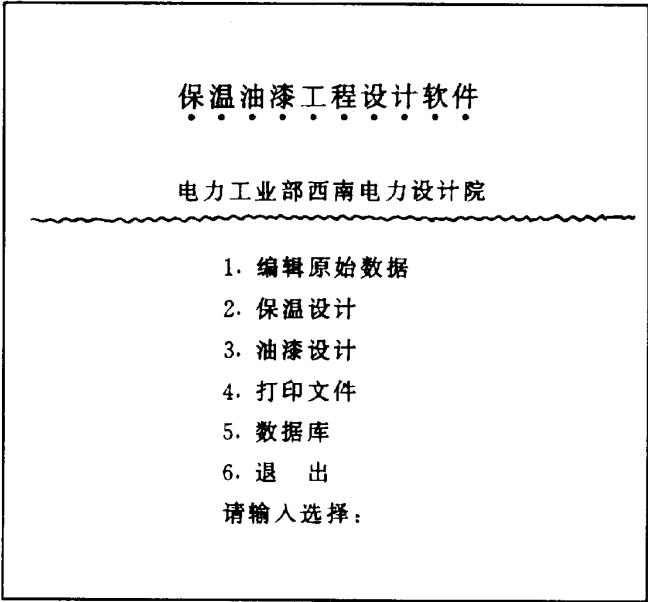 保温油漆工程设计软件
电力工业部西南电力设计院
1. 编辑原始数据
2. 保温设计
3. 油漆设计
4. 打印文件
5. 数据库
6. 退　出
请输入选择：